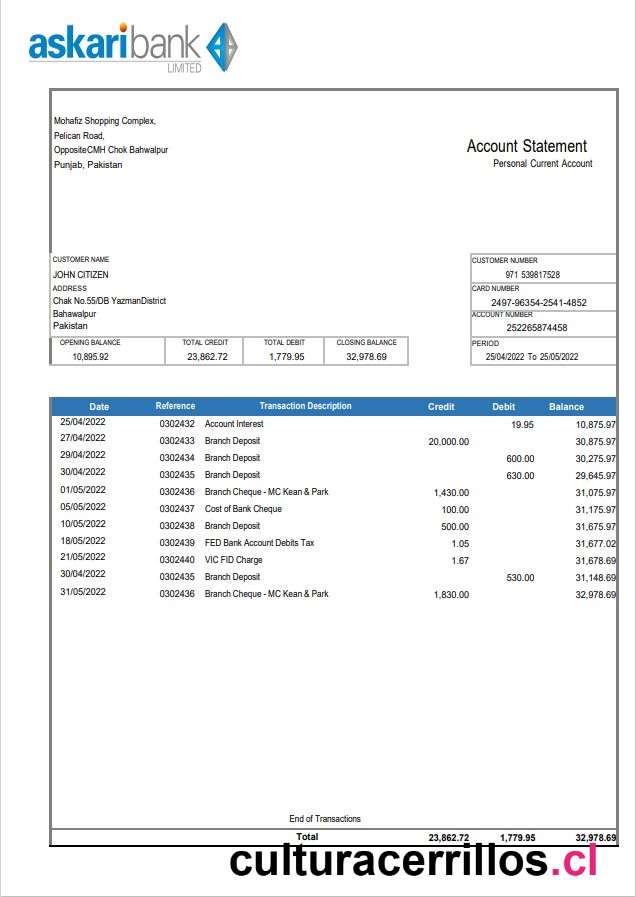 askaribank
LIMITED
Mohafiz Shopping Complex,
Pelican Road,
OppositeCMH Chok Bahwalpur
Punjab, Pakistan
Account Statement
Personal Current Account
CUSTOMER NAME
JOHN CITIZEN
ADDRESS
Chak No.55/DB YazmanDistrict
Bahawalpur
Pakistan
CUSTOMER NUMBER
971 539817528
CARD NUMBER
2497-96354-2541-4852
ACCOUNT NUMBER
252265874458
PERIOD
25/04/2022 To 25/05/2022
OPENING BALANCE TOTAL CREDIT TOTAL DEBIT CLOSING BALANCE
10,895.92 23,862.72 1,779.95 32,978.69
Date Reference Transaction Description Credit Debit Balance
25/04/2022 0302432 Account Interest 19.95 10,875.97
27/04/2022 0302433 Branch Deposit 20,000.00 30,875.97
29/04/2022 0302434 Branch Deposit 600.00 30,275.97
30/04/2022 0302435 Branch Deposit 630.00 29,645.97
01/05/2022 0302436 Branch Cheque - MC Kean & Park 1,430.00 31,075.97
05/05/2022 0302437 Cost of Bank Cheque 100.00 31,175.97
10/05/2022 0302438 Branch Deposit 500.00 31,675.97
18/05/2022 0302439 FED Bank Account Debits Tax 1.05 31,677.02
21/05/2022 0302440 VIC FID Charge 1.67 31,678.69
30/04/2022 0302435 Branch Deposit 530.00 31,148.69
31/05/2022 0302436 Branch Cheque - MC Kean & Park 1,830.00 32,978.69
End of Transactions
Total 23,862.72 1,779.95 32,978.69
culturacerrillos.cl